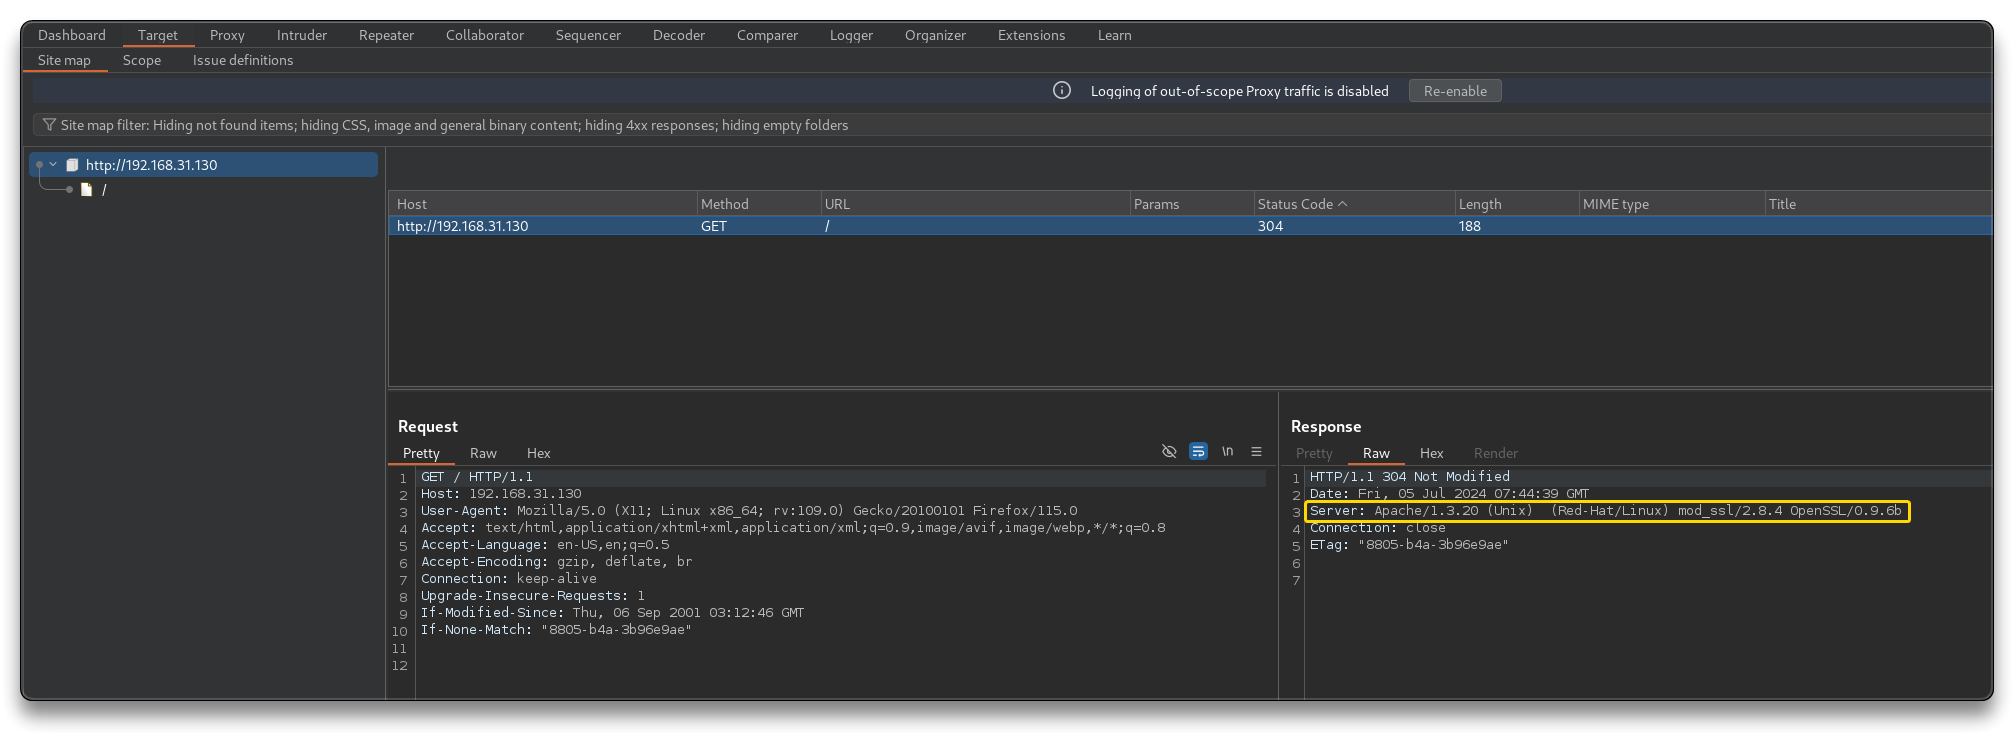 Dashboard Target Proxy Intruder Repeater Collaborator Sequencer Decoder Comparer Logger Organizer Extensions Learn
Site map Scope Issue definitions
Logging of out-of-scope Proxy traffic is disabled Re-enable
Site map filter: Hiding not found items; hiding CSS, image and general binary content; hiding 4xx responses; hiding empty folders
http://192.168.31.130
/
Host Method URL Params Status Code Length MIME type Title
http://192.168.31.130 GET / 304 188
Request
Pretty Raw Hex \n
1 GET / HTTP/1.1
2 Host: 192.168.31.130
3 User-Agent: Mozilla/5.0 (X11; Linux x86_64; rv:109.0) Gecko/20100101 Firefox/115.0
4 Accept: text/html,application/xhtml+xml,application/xml;q=0.9,image/avif,image/webp,*/*;q=0.8
5 Accept-Language: en-US,en;q=0.5
6 Accept-Encoding: gzip, deflate, br
7 Connection: keep-alive
8 Upgrade-Insecure-Requests: 1
9 If-Modified-Since: Thu, 06 Sep 2001 03:12:46 GMT
10 If-None-Match: "8805-b4a-3b96e9ae"
11
12
Response
Pretty Raw Hex Render
1 HTTP/1.1 304 Not Modified
2 Date: Fri, 05 Jul 2024 07:44:39 GMT
3 Server: Apache/1.3.20 (Unix)  (Red-Hat/Linux) mod_ssl/2.8.4 OpenSSL/0.9.6b
4 Connection: close
5 ETag: "8805-b4a-3b96e9ae"
6
7